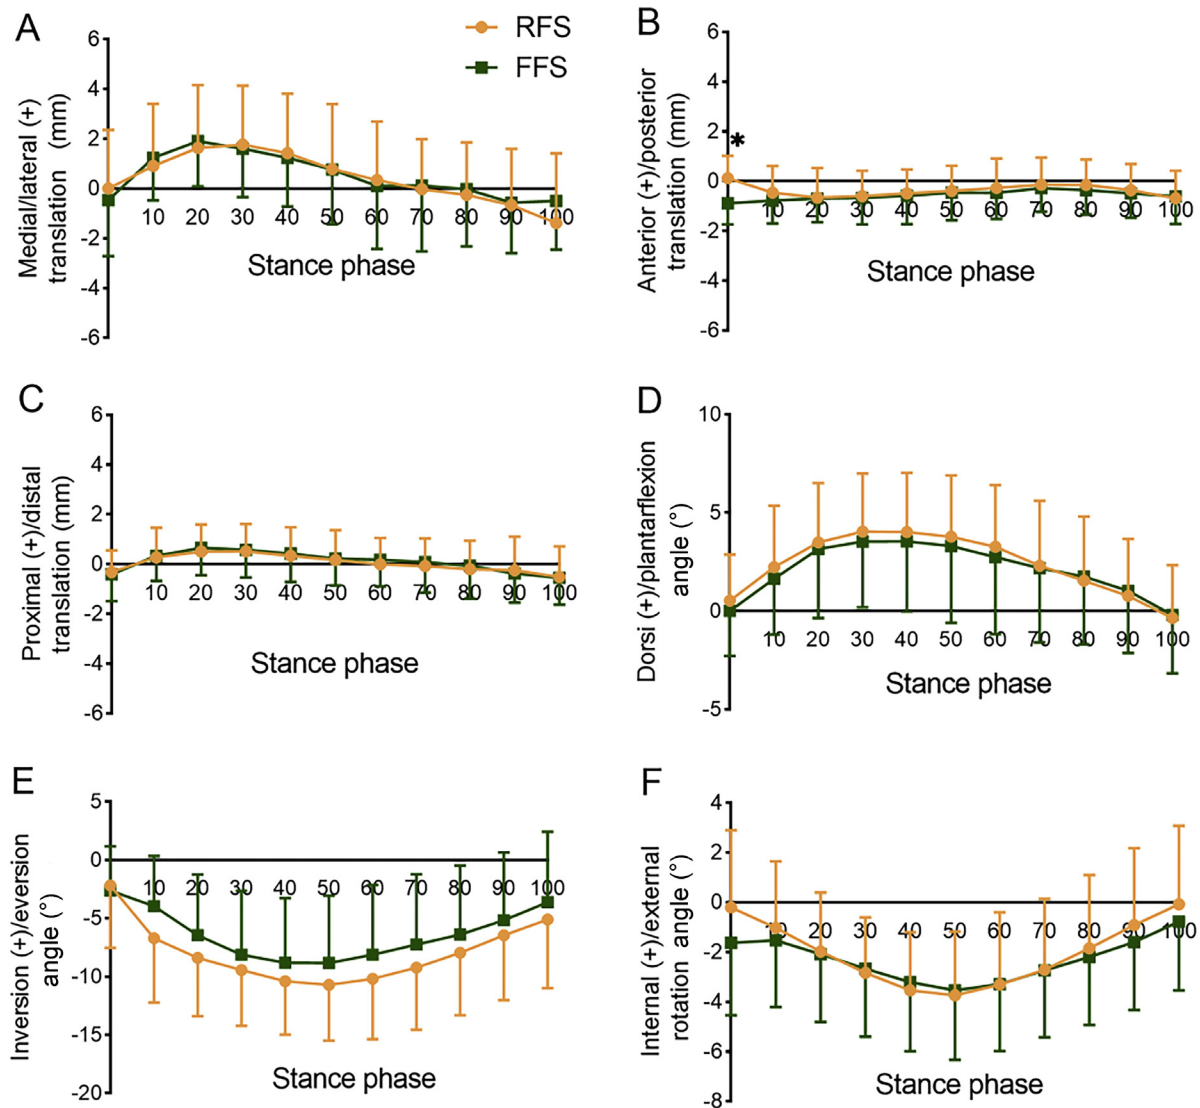 A
RFS
FFS
6
4
2
0
-2
-4
-6
Medial/lateral (+)
translation (mm)
10 20 30 40 50 60 70 80 90 100
Stance phase
B
6
4
2
0
-2
-4
-6
Anterior (+)/posterior
translation (mm)
*
10 20 30 40 50 60 70 80 90 100
Stance phase
C
6
4
2
0
-2
-4
-6
Proximal (+)/distal
translation (mm)
10 20 30 40 50 60 70 80 90 100
Stance phase
D
10
5
0
-5
Dorsi (+)/plantarflexion
angle (°)
10 20 30 40 50 60 70 80 90 100
Stance phase
E
5
0
-5
-10
-15
-20
Inversion (+)/eversion
angle (°)
10 20 30 40 50 60 70 80 90 100
Stance phase
F
4
2
0
-2
-4
-6
-8
Internal (+)/external
rotation angle (°)
10 20 30 40 50 60 70 80 90 100
Stance phase